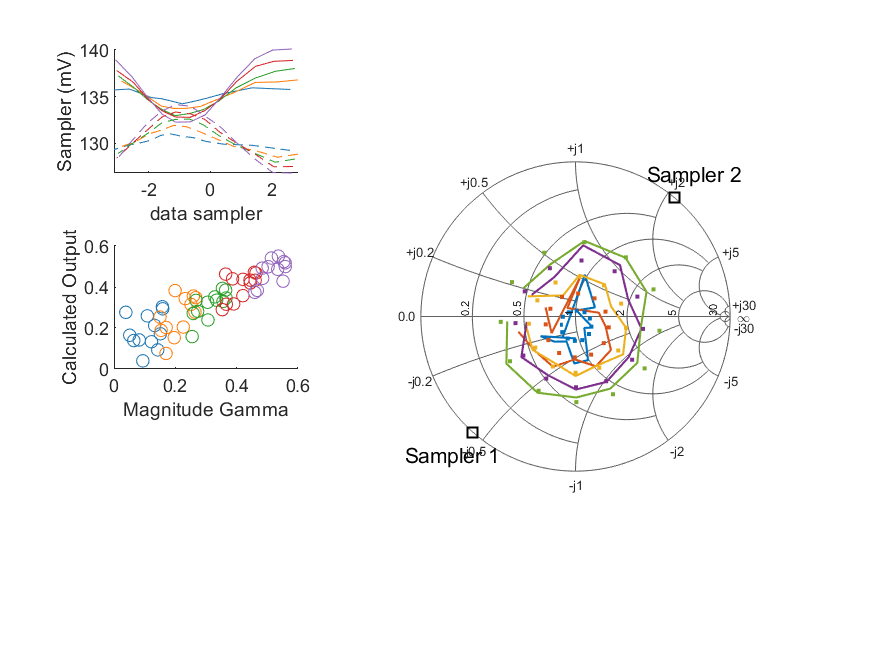 140
135
130
Sampler (mV)
-2
0
2
data sampler
0.6
0.4
0.2
0
Calculated Output
0
0.2
0.4
0.6
Magnitude Gamma
+j1
Sampler 2
+j2
+j0.5
+j0.2
+j5
+j30
0.0
0.2
0.5
1
2
5
30
∞
-j30
-j0.2
-j5
Sampler 1
-j0.5
-j2
-j1